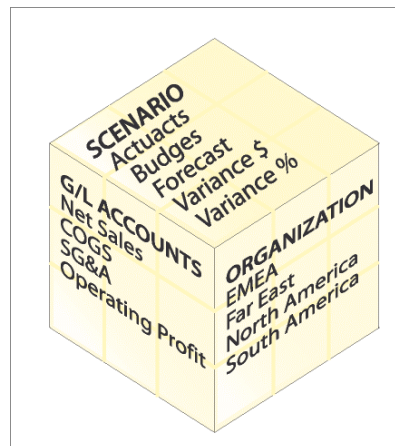 SCENARIO
Actuacts
Budges
Forecast
Variance $
Variance %
G/L ACCOUNTS
Net Sales
COGS
SG&A
Operating Profit
ORGANIZATION
EMEA
Far East
North America
South America